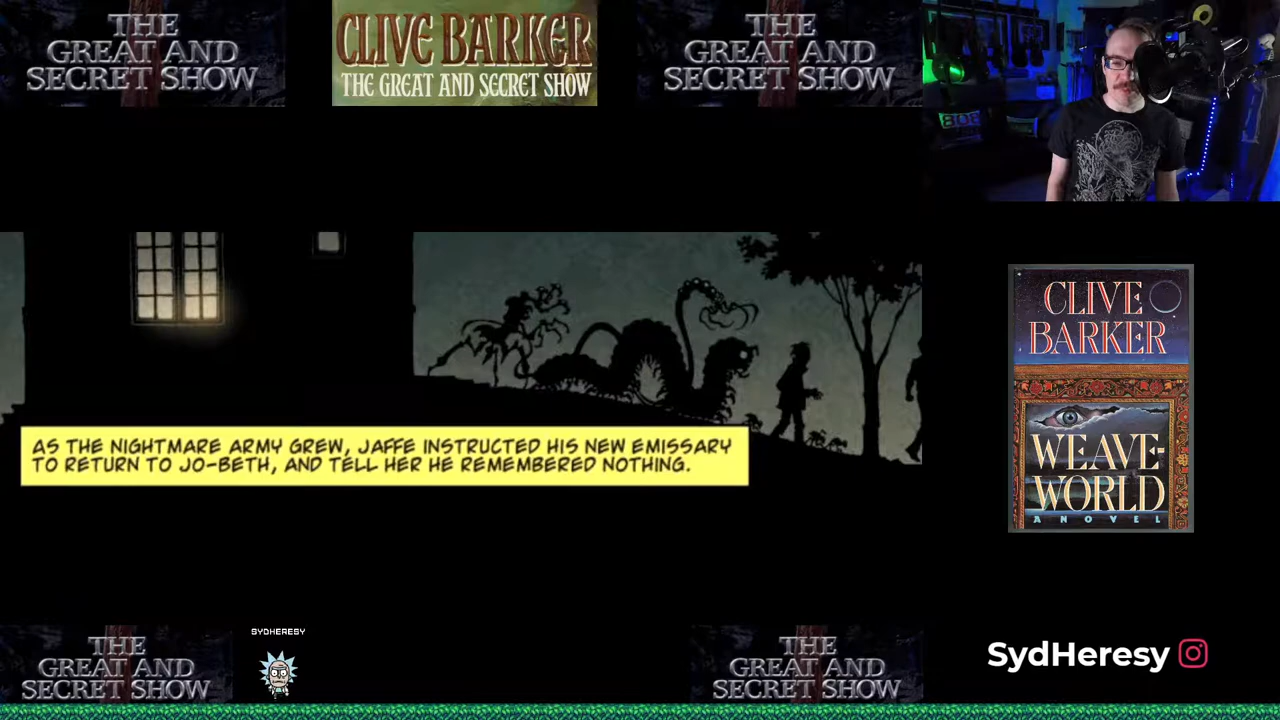 THE
GREAT AND
SECRET SHOW
CLIVE BARKER
THE GREAT AND SECRET SHOW
THE
GREAT AND
SECRET SHOW
BOB
CLIVE
BARKER
WEAVE-
WORLD
A NOVEL
AS THE NIGHTMARE ARMY GREW, JAFFE INSTRUCTED HIS NEW EMISSARY
TO RETURN TO JO-BETH, AND TELL HER HE REMEMBERED NOTHING.
THE
GREAT AND
SECRET SHOW
SYDHERESY
THE
GREAT AND
SECRET SHOW
SydHeresy